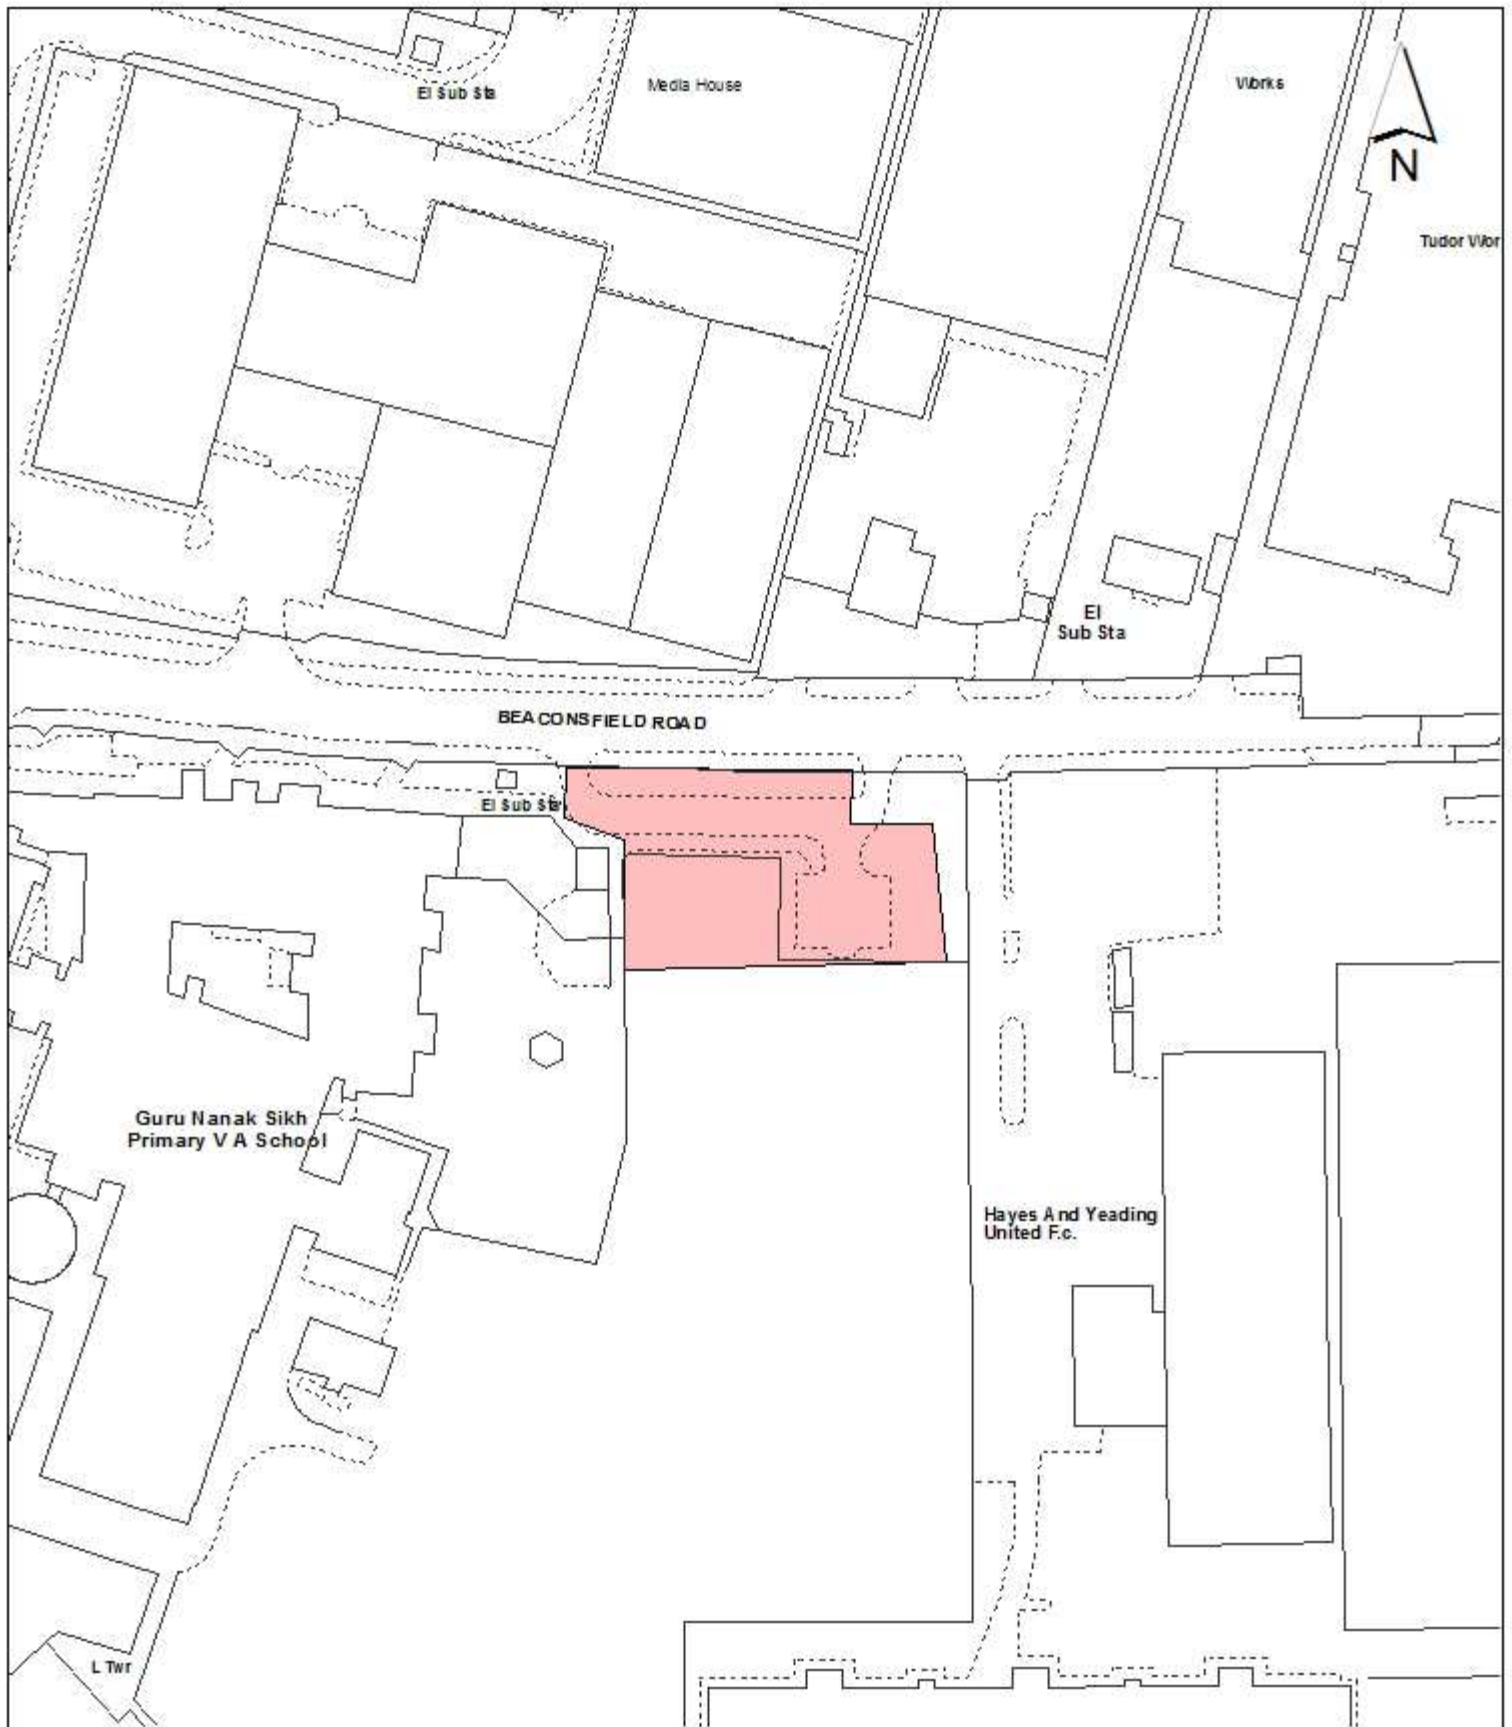 El Sub Sta
Media House
Works
N
Tudor Wor
El
Sub Sta
BEACONSFIELD ROAD
El Sub Sta
Guru Nanak Sikh
Primary V A School
Hayes And Yeading
United F.c.
L Twr